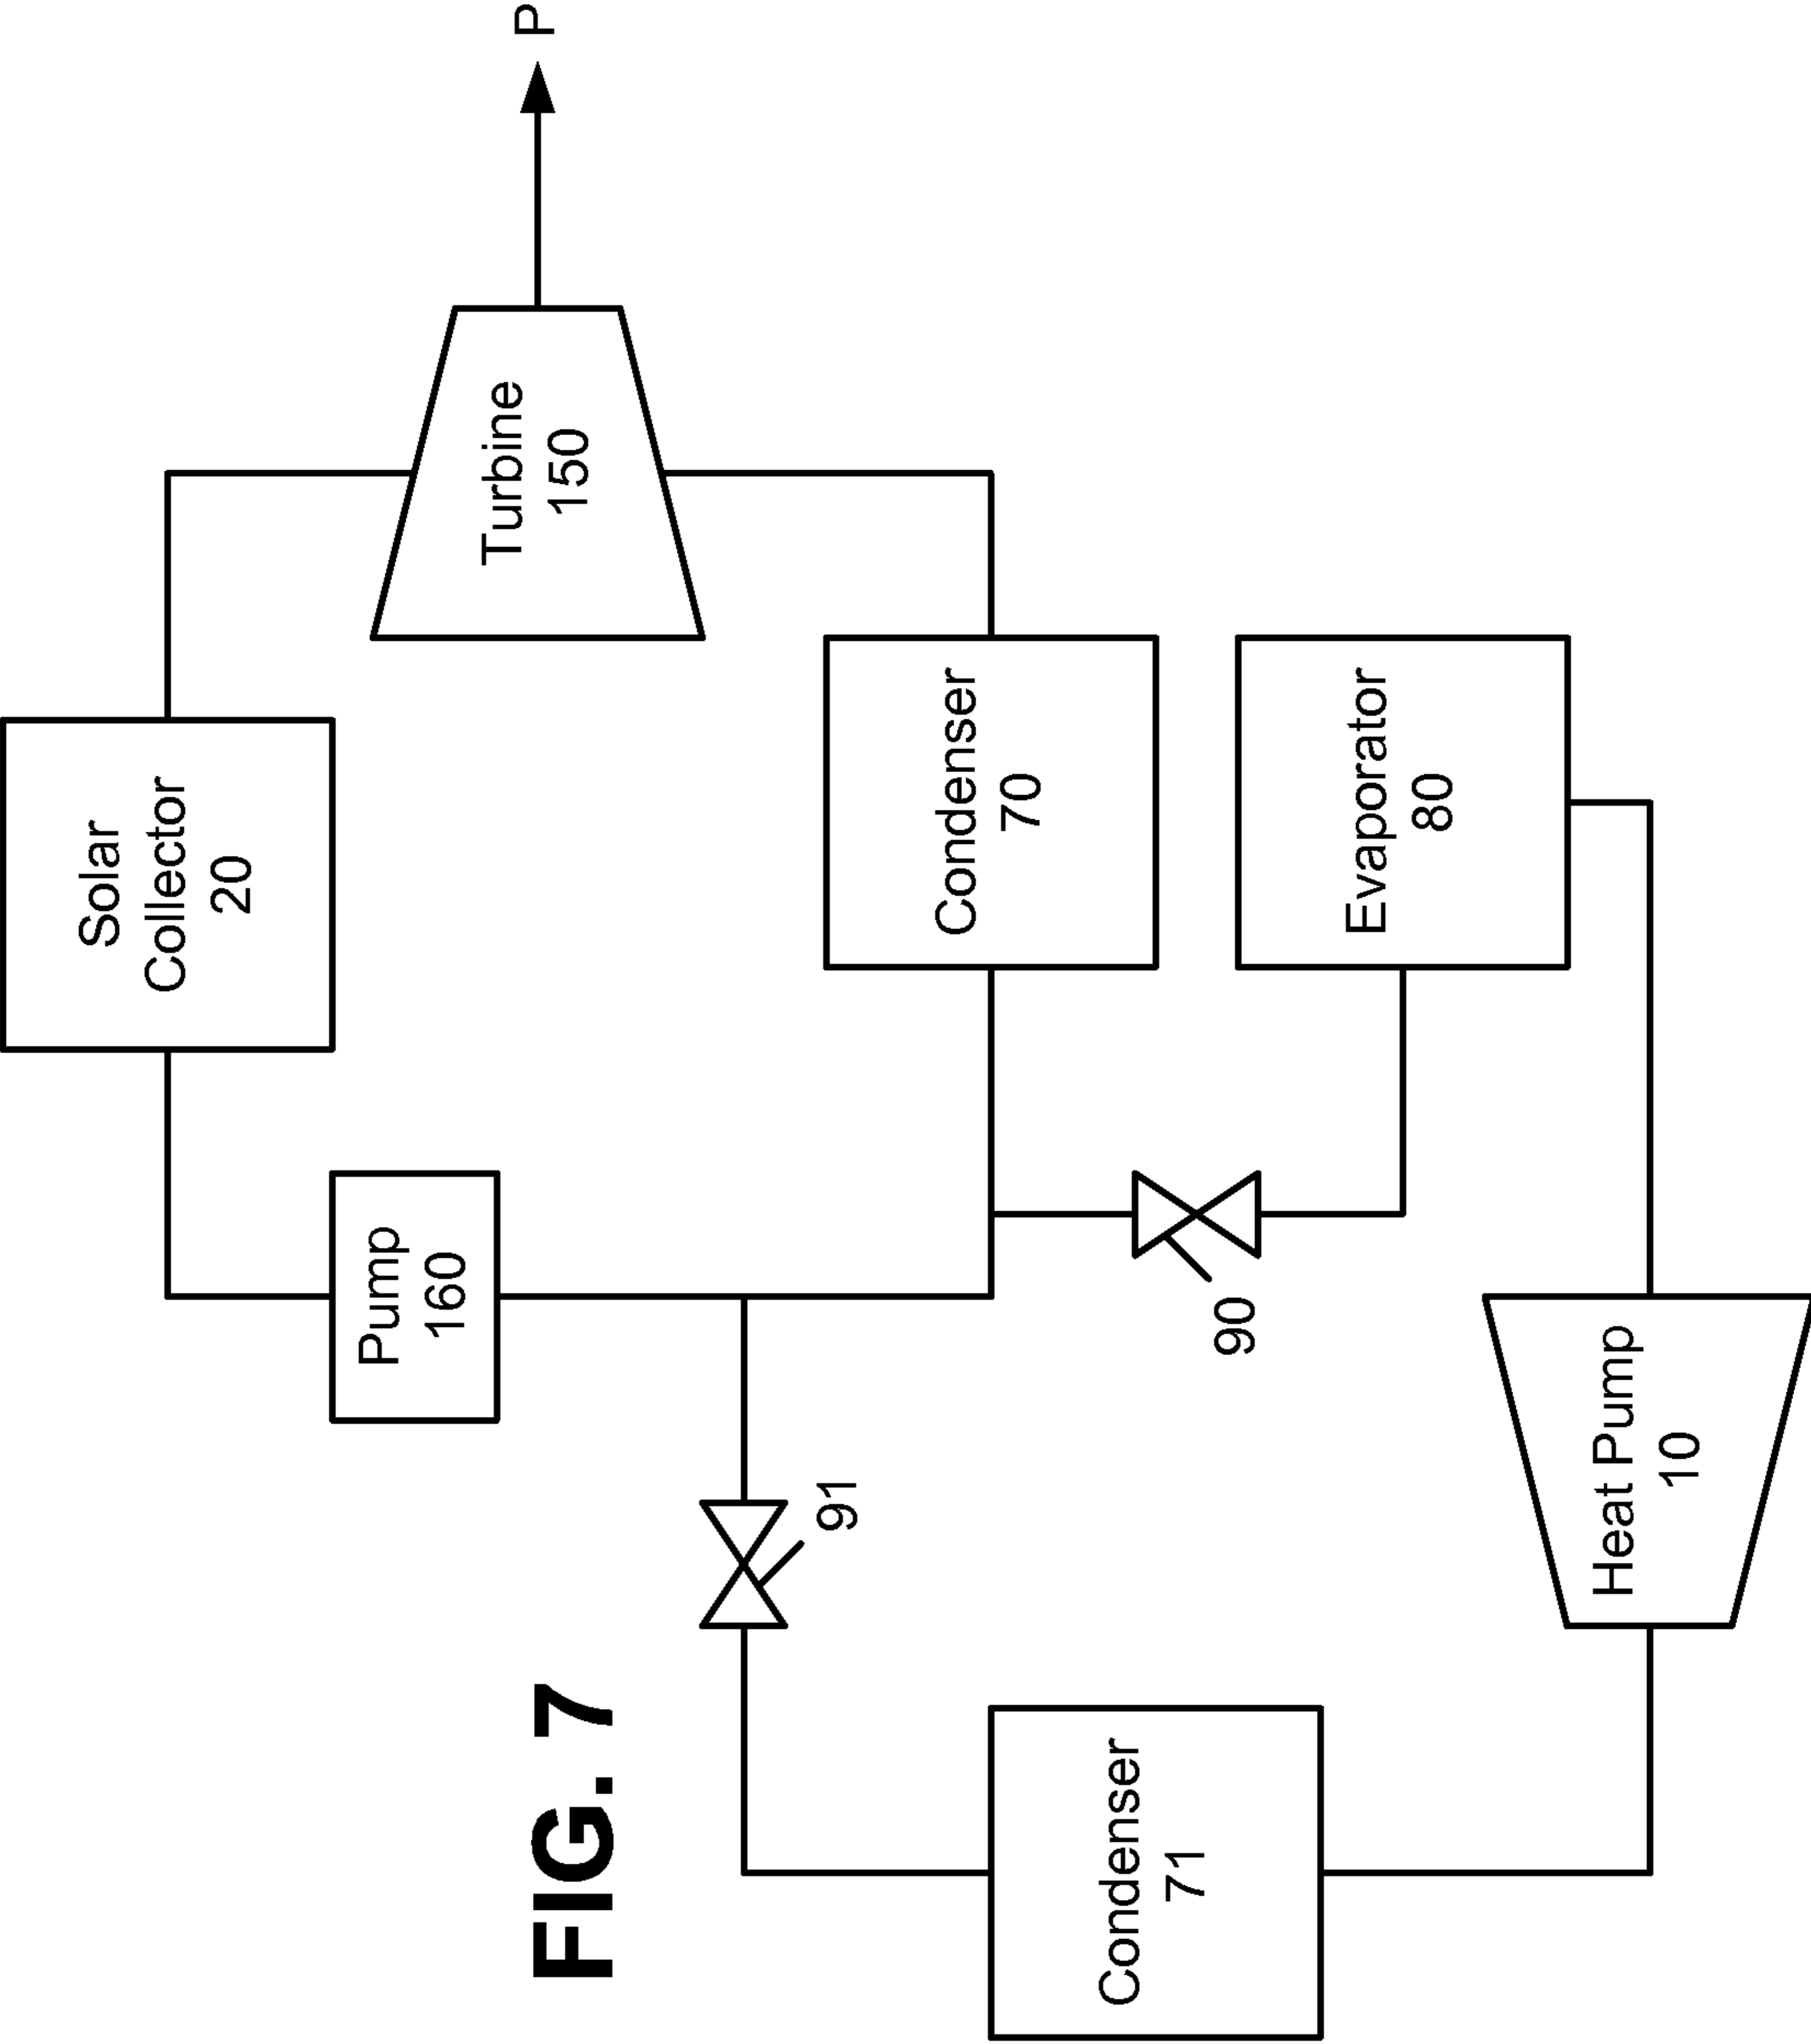 Solar
Collector
20
Pump
160
Turbine
150
P
FIG. 7
91
Condenser
70
Condenser
71
90
Evaporator
80
Heat Pump
10